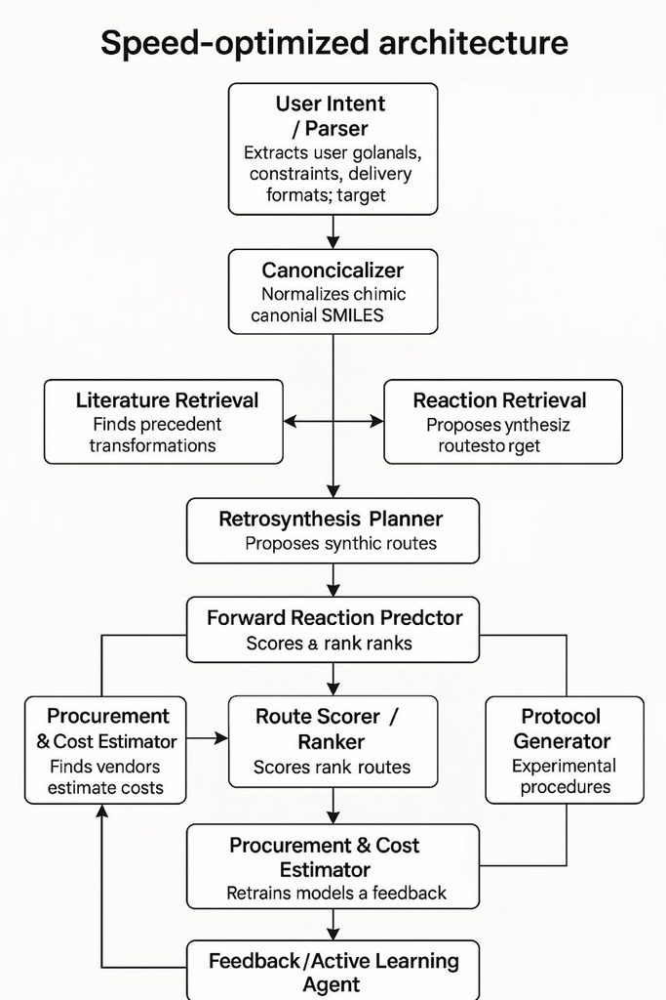 Speed-optimized architecture
User Intent
/ Parser
Extracts user golanals,
constraints, delivery
formats; target
Canoncicalizer
Normalizes chimic
canonial SMILES
Literature Retrieval
Finds precedent
transformations
Reaction Retrieval
Proposes ynthesiz
routesto rget
Retrosynthesis Planner
Proposes synthic routes
Forward Reaction Predctor
Scores a rank ranks
Procurement
& Cost Estimator
Finds vendors
estimate costs
Route Scorer /
Ranker
Scores rank routes
Protocol
Generator
Experimental
procedures
Procurement & Cost
Estimator
Retrains models a feedback
Feedback/Active Learning
Agent